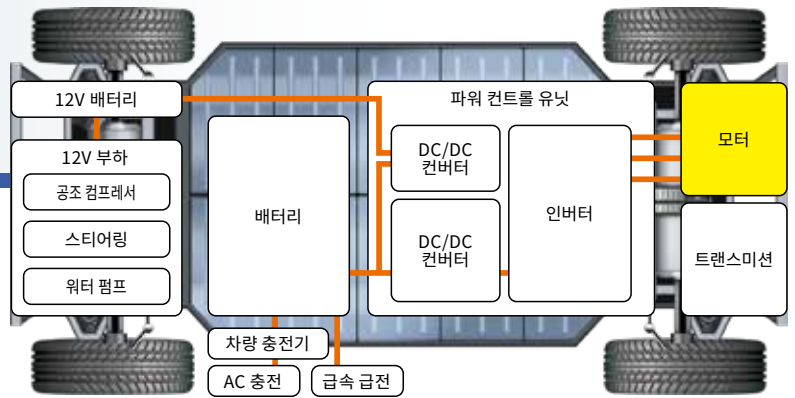 12V 배터리
12V 부하
공조 컴프레서
스티어링
워터 펌프
배터리
차량 충전기
AC 충전
급속 급전
파워 컨트롤 유닛
DC/DC
컨버터
DC/DC
컨버터
인버터
모터
트랜스미션